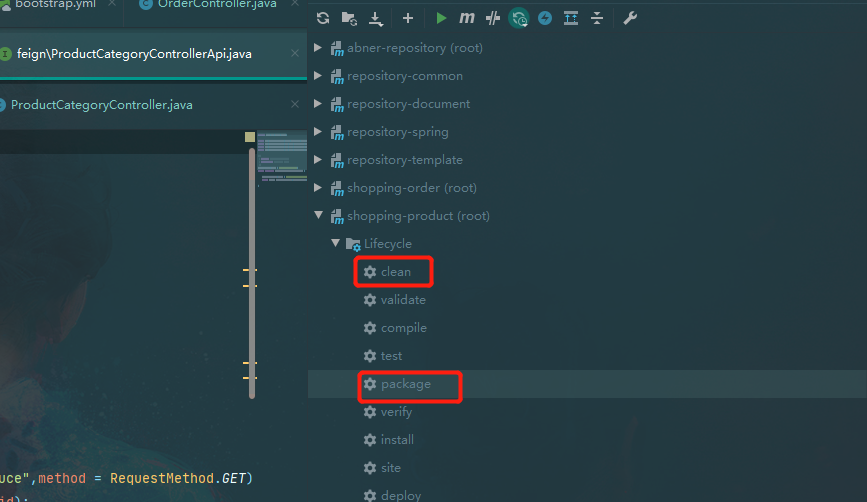 bootstrap.yml
OrderController.java
feign\ProductCategoryControllerApi.java
ProductCategoryController.java
uce",method = RequestMethod.GET)
id);
abner-repository (root)
repository-common
repository-document
repository-spring
repository-template
shopping-order (root)
shopping-product (root)
Lifecycle
clean
validate
compile
test
package
verify
install
site
deploy